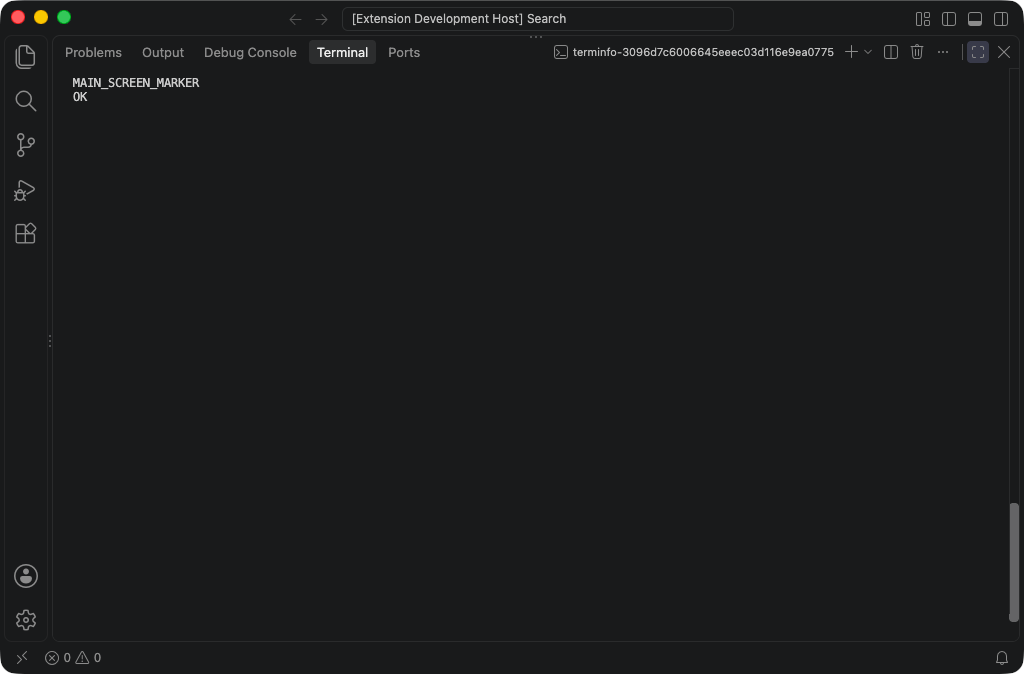 [Extension Development Host] Search
Problems Output Debug Console Terminal Ports
terminfo-3096d7c6006645eeec03d116e9ea0775
MAIN_SCREEN_MARKER
OK
0 0